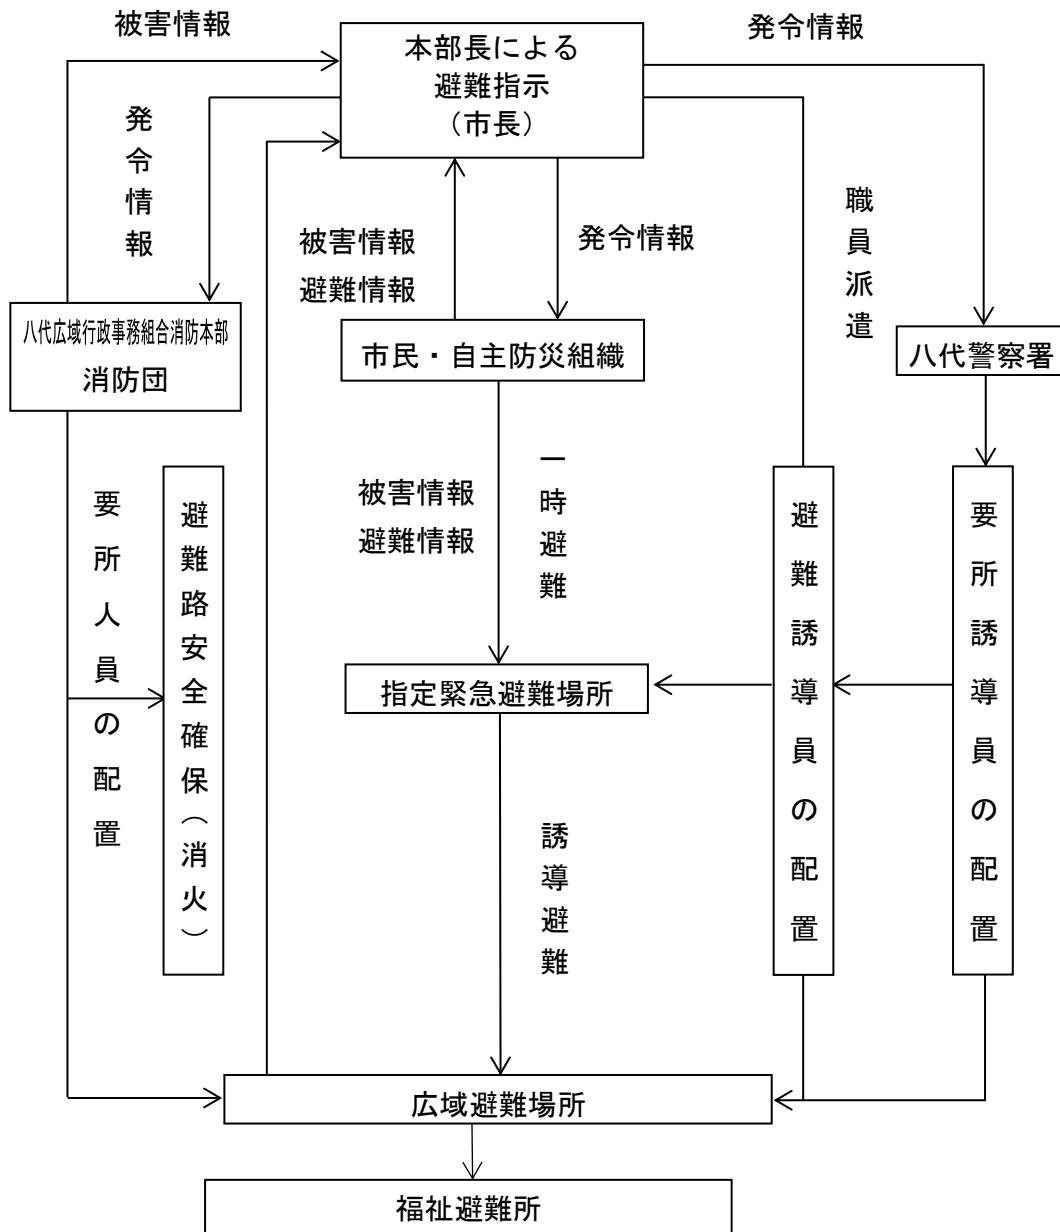 被害情報
本部長による
避難指示
（市長）
発令情報
発令情報
職員派遣
被害情報
避難情報
発令情報
八代広域行政事務組合消防本部
消防団
市民・自主防災組織
八代警察署
要所人員の配置
避難路安全確保（消火）
被害情報
避難情報
一時避難
避難誘導員の配置
要所誘導員の配置
指定緊急避難場所
誘導避難
広域避難場所
福祉避難所